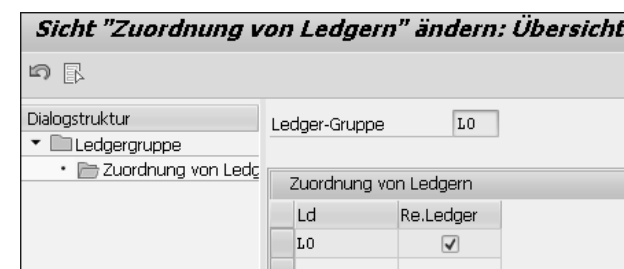 Sicht "Zuordnung von Ledgern" ändern: Übersicht
Dialogstruktur
Ledgergruppe
Zuordnung von Ledg
Ledger-Gruppe L0
Zuordnung von Ledgern
Ld Re.Ledger
L0